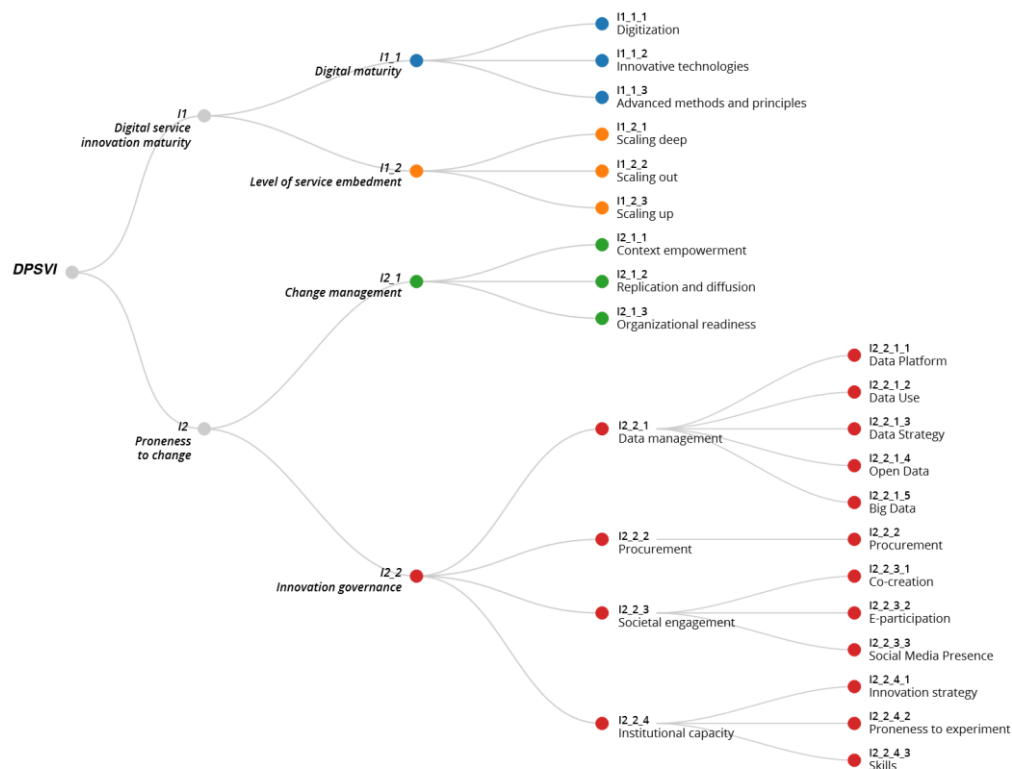 I1_1_1
Digitization
I1_1
Digital maturity
I1_1_2
Innovative technologies
I1_1_3
Advanced methods and principles
I1
Digital service
innovation maturity
I1_2_1
Scaling deep
I1_2
Level of service embedment
I1_2_2
Scaling out
I1_2_3
Scaling up
DPSVI
I2_1_1
Context empowerment
I2_1
Change management
I2_1_2
Replication and diffusion
I2_1_3
Organizational readiness
I2
Proneness
to change
I2_2_1
Data management
I2_2_1_1
Data Platform
I2_2_1_2
Data Use
I2_2_1_3
Data Strategy
I2_2_1_4
Open Data
I2_2_1_5
Big Data
I2_2_2
Procurement
I2_2_2
Procurement
I2_2
Innovation governance
I2_2_3
Societal engagement
I2_2_3_1
Co-creation
I2_2_3_2
E-participation
I2_2_3_3
Social Media Presence
I2_2_4
Institutional capacity
I2_2_4_1
Innovation strategy
I2_2_4_2
Proneness to experiment
I2_2_4_3
Skills